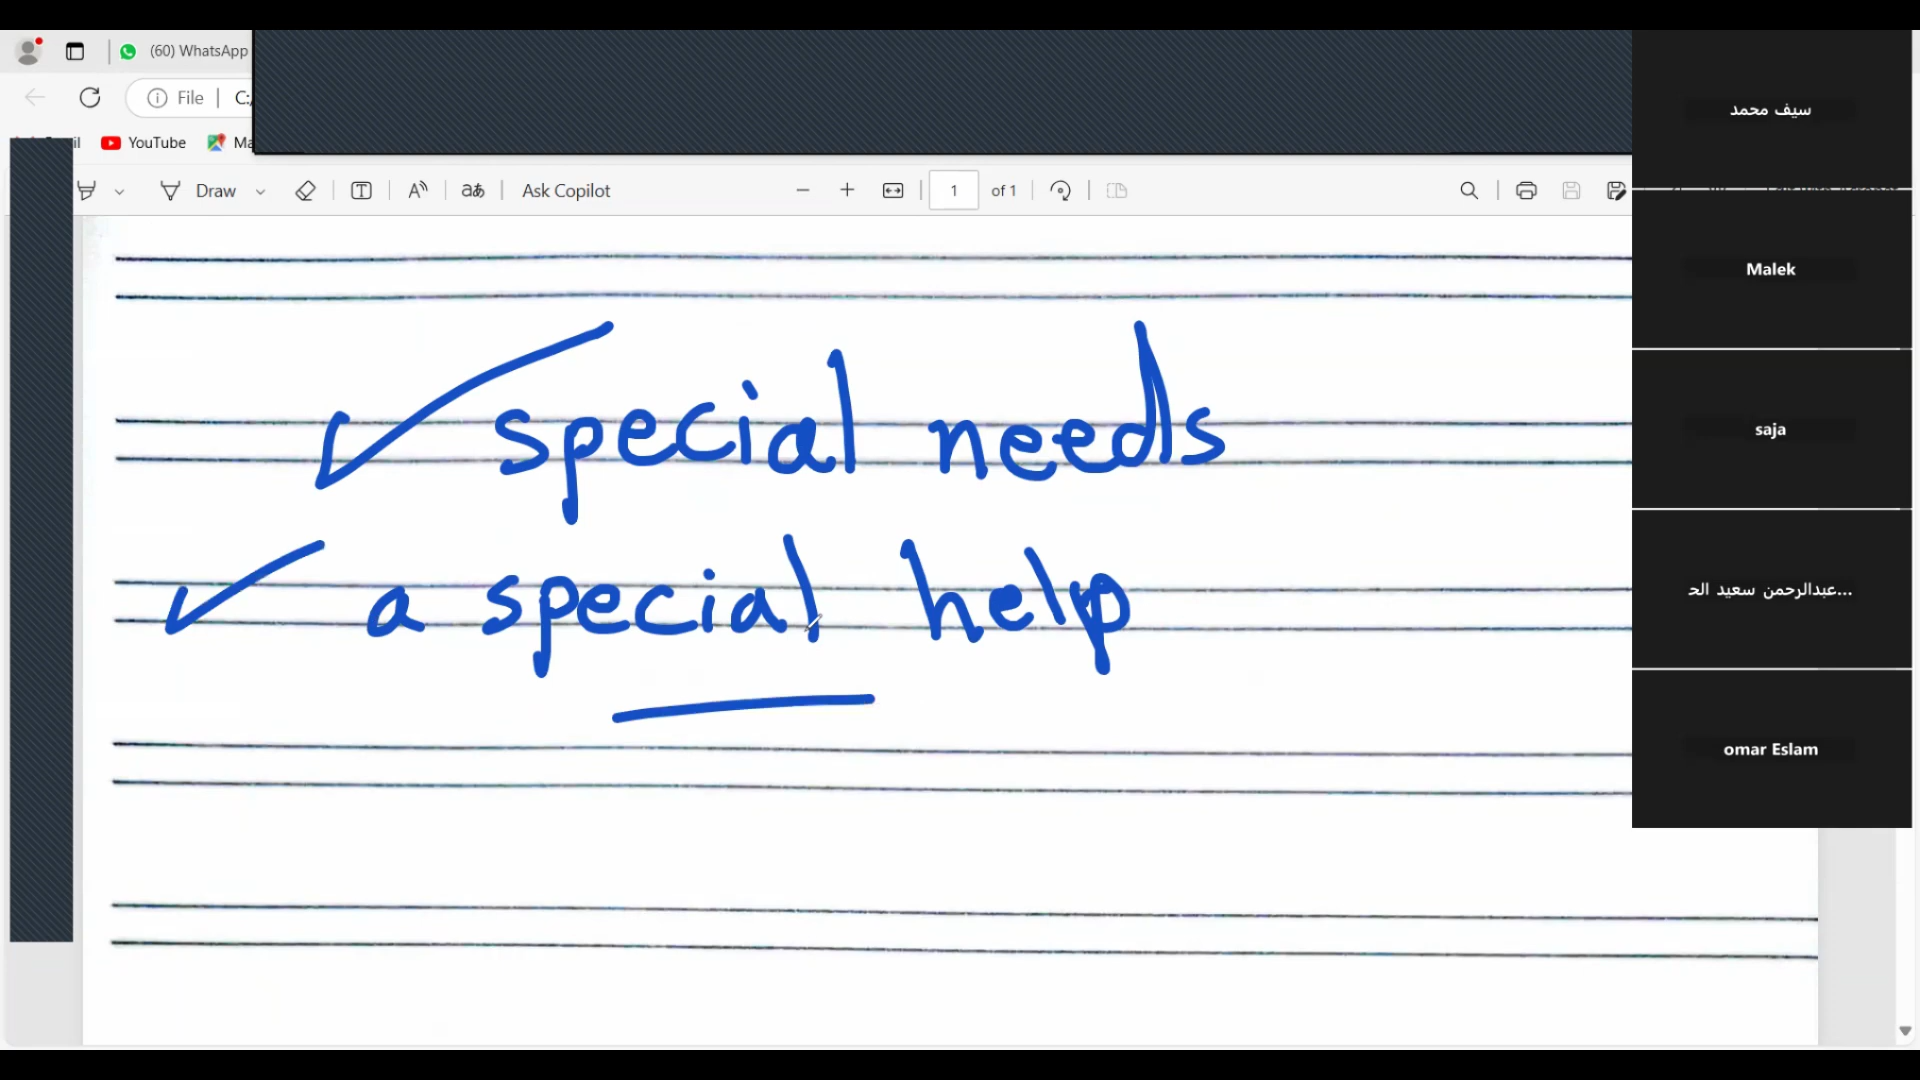 (60) WhatsApp
File
C:/
YouTube
Draw
Ask Copilot
1 of 1
special needs
a special help
سيف محمد
Malek
saja
عبدالرحمن سعيد الح...
omar Eslam